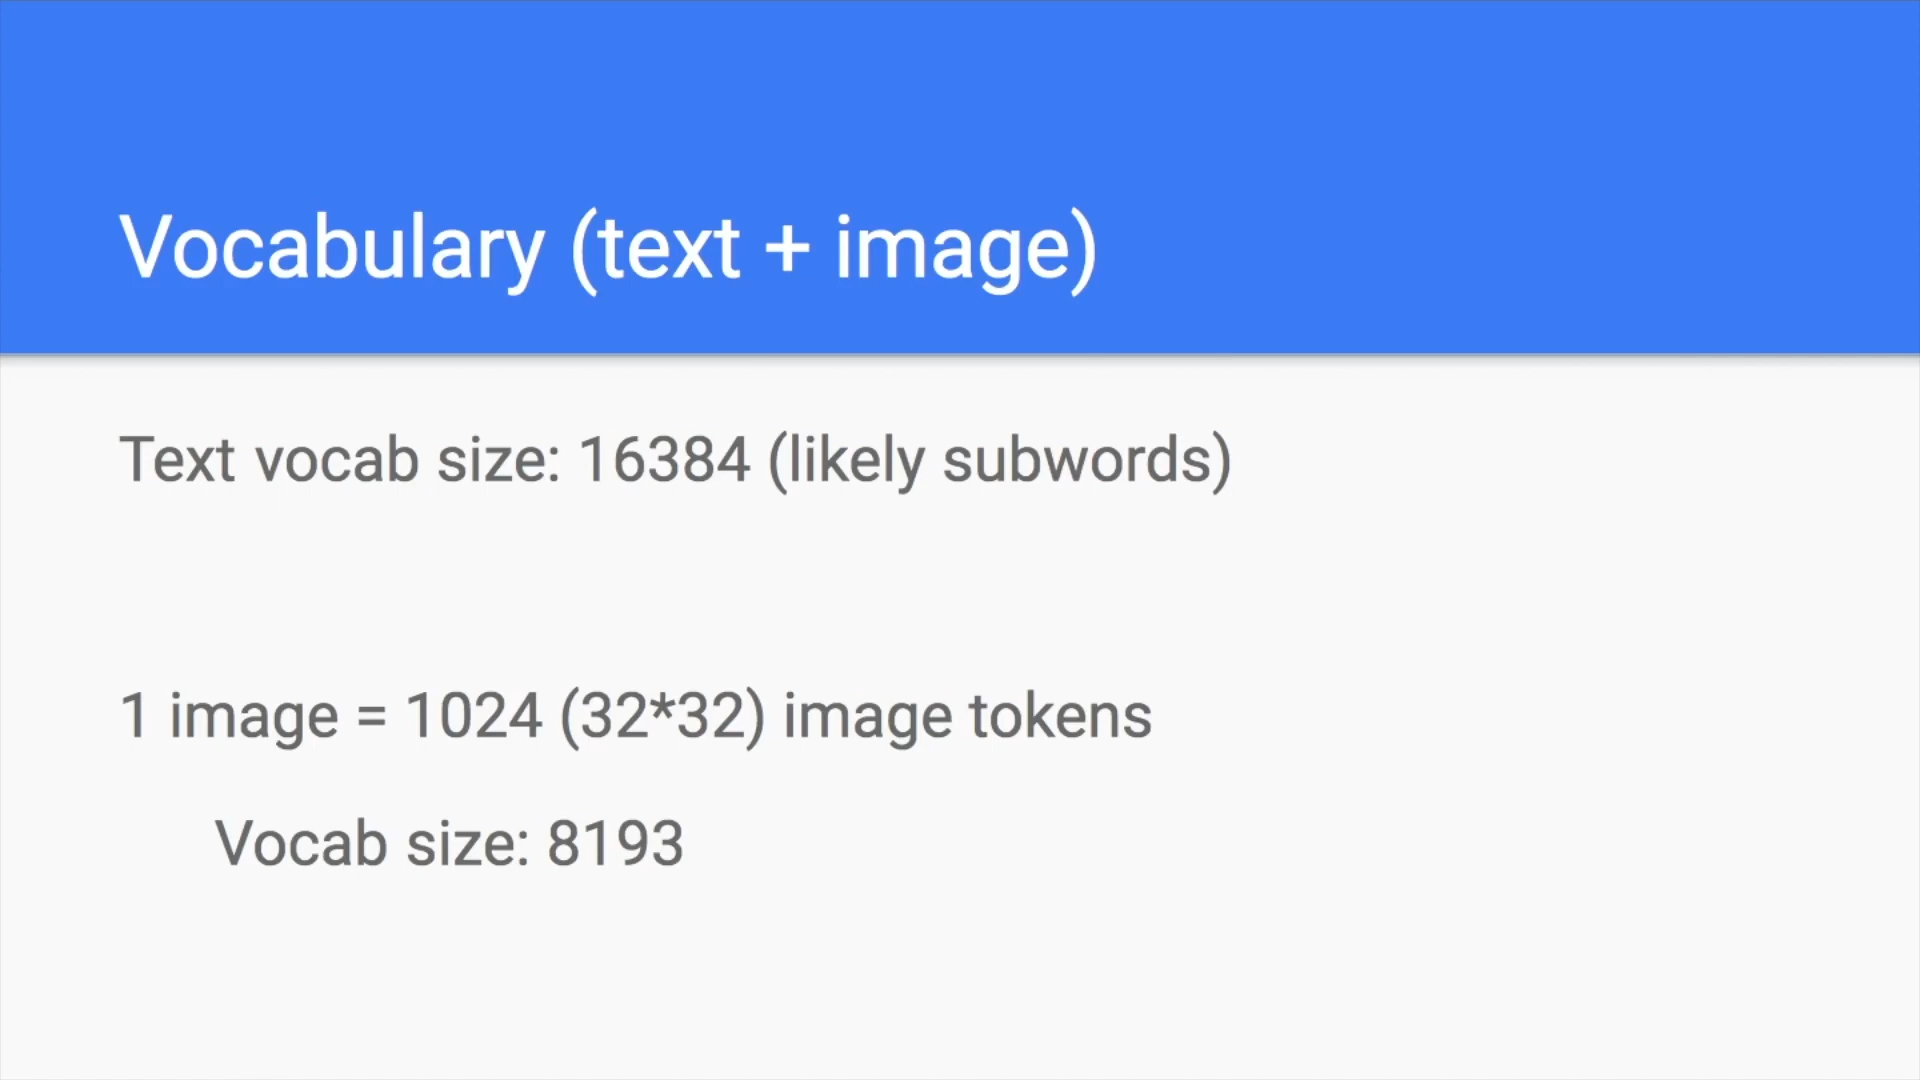 Vocabulary (text + image)
Text vocab size: 16384 (likely subwords)
1 image = 1024 (32*32) image tokens
Vocab size: 8193